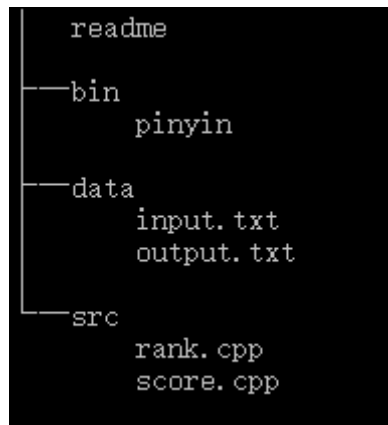 readme
bin
pinyin
data
input.txt
output.txt
src
rank.cpp
score.cpp